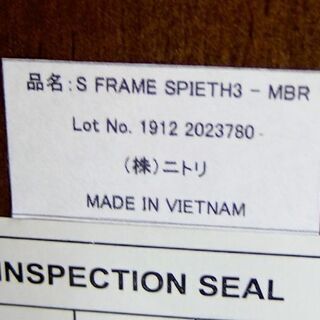 品名:S FRAME SPIETH3 - MBR
Lot No. 1912 2023780-
(株)ニトリ
MADE IN VIETNAM
INSPECTION SEAL